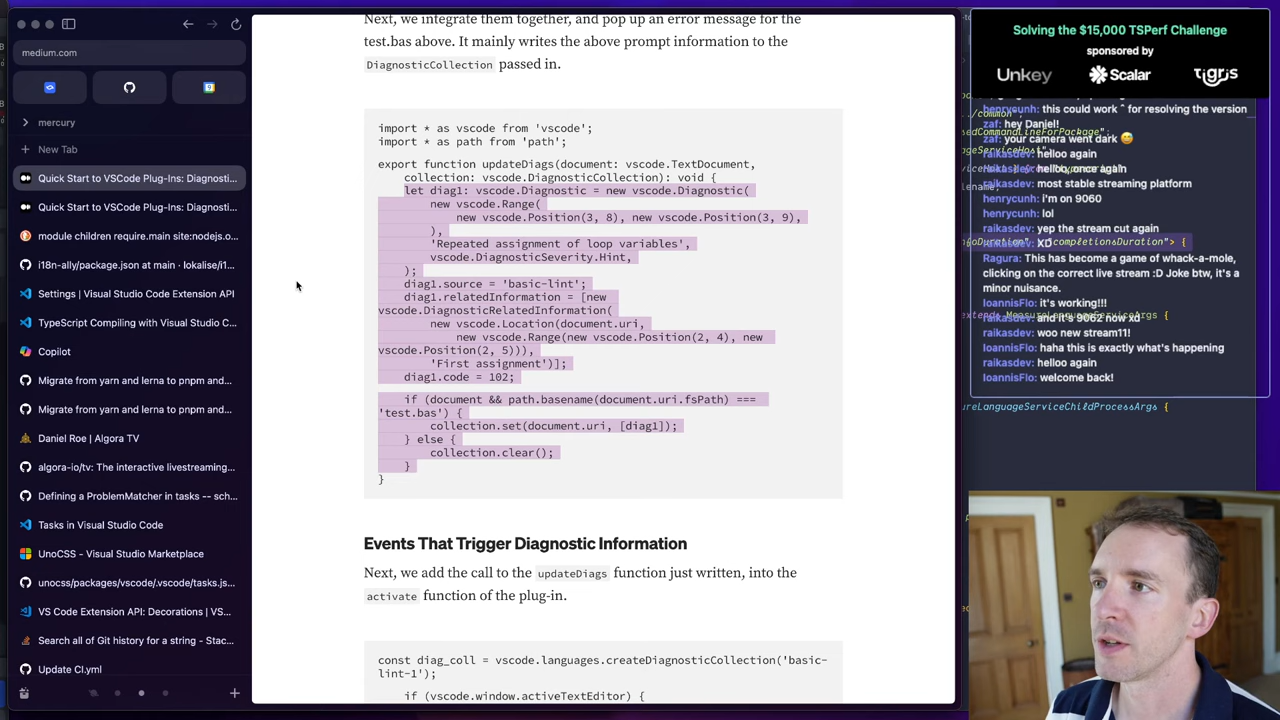 medium.com
mercury
New Tab
Quick Start to VSCode Plug-Ins: Diagnosti...
Quick Start to VSCode Plug-Ins: Diagnosti...
module children require.main site:nodejs.o...
i18n-ally/package.json at main · lokalise/i1...
Settings | Visual Studio Code Extension API
TypeScript Compiling with Visual Studio C...
Copilot
Migrate from yarn and lerna to pnpm and...
Migrate from yarn and lerna to pnpm and...
Daniel Roe | Algora TV
algora-io/tv: The interactive livestreaming...
Defining a ProblemMatcher in tasks -- sch...
Tasks in Visual Studio Code
UnoCSS - Visual Studio Marketplace
unocss/packages/vscode/.vscode/tasks.js...
VS Code Extension API: Decorations | VS...
Search all of Git history for a string - Stac...
Update CI.yml
Next, we integrate them together, and pop up an error message for the
test.bas above. It mainly writes the above prompt information to the
DiagnosticCollection passed in.
import * as vscode from 'vscode';
import * as path from 'path';
export function updateDiags(document: vscode.TextDocument,
collection: vscode.DiagnosticCollection): void {
let diag1: vscode.Diagnostic = new vscode.Diagnostic(
new vscode.Range(
new vscode.Position(3, 8), new vscode.Position(3, 9),
),
'Repeated assignment of loop variables',
vscode.DiagnosticSeverity.Hint,
);
diag1.source = 'basic-lint';
diag1.relatedInformation = [new
vscode.DiagnosticRelatedInformation(
new vscode.Location(document.uri,
new vscode.Range(new vscode.Position(2, 4), new
vscode.Position(2, 5))),
'First assignment')];
diag1.code = 102;
if (document && path.basename(document.uri.fsPath) ===
'test.bas') {
collection.set(document.uri, [diag1]);
} else {
collection.clear();
}
}
Events That Trigger Diagnostic Information
Next, we add the call to the updateDiags function just written, into the
activate function of the plug-in.
const diag_coll = vscode.languages.createDiagnosticCollection('basic-
lint-1');
if (vscode.window.activeTextEditor) {
Solving the $15,000 TSPerf Challenge
sponsored by
Unkey
Scalar
tigris
henrycunh: this could work ^ for resolving the version
zaf: hey Daniel!
zaf: your camera went dark 😅
raikasdev: helloo again
raikasdev: helloo, once again
raikasdev: most stable streaming platform
henrycunh: i'm on 9060
henrycunh: lol
raikasdev: yep the stream cut again
raikasdev: XD
Ragura: This has become a game of whack-a-mole,
clicking on the correct live stream :D Joke btw, it's a
minor nuisance.
IoannisFlo: it's working!!!
raikasdev: and it's 9062 now xd
raikasdev: woo new stream11!
IoannisFlo: haha this is exactly what's happening
raikasdev: helloo again
IoannisFlo: welcome back!
MeasureLanguageServiceChildProcessArgs {